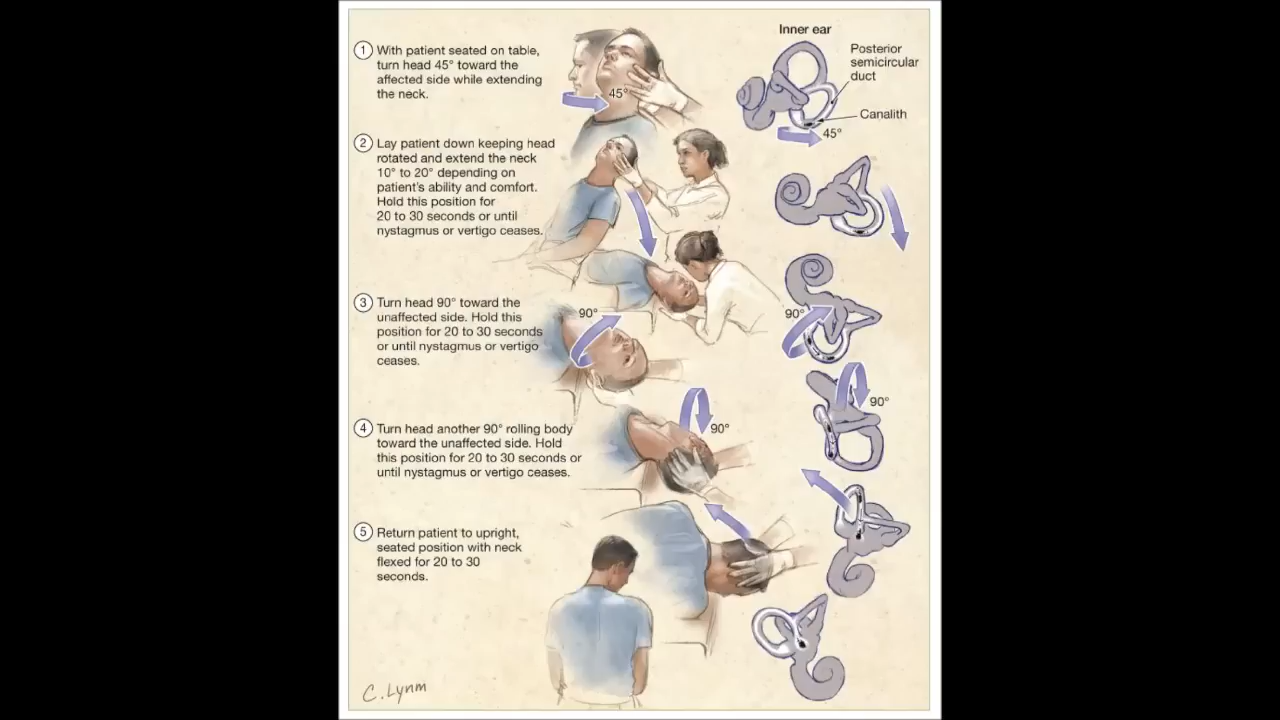 Inner ear
Posterior
semicircular
duct
Canalith
45°
1 With patient seated on table,
turn head 45° toward the
affected side while extending
the neck.
45°
2 Lay patient down keeping head
rotated and extend the neck
10° to 20° depending on
patient's ability and comfort.
Hold this position for
20 to 30 seconds or until
nystagmus or vertigo ceases.
3 Turn head 90° toward the
unaffected side. Hold this
position for 20 to 30 seconds
or until nystagmus or vertigo
ceases.
90°
90°
4 Turn head another 90° rolling body
toward the unaffected side. Hold
this position for 20 to 30 seconds or
until nystagmus or vertigo ceases.
90°
90°
5 Return patient to upright,
seated position with neck
flexed for 20 to 30
seconds.
C. Lynm